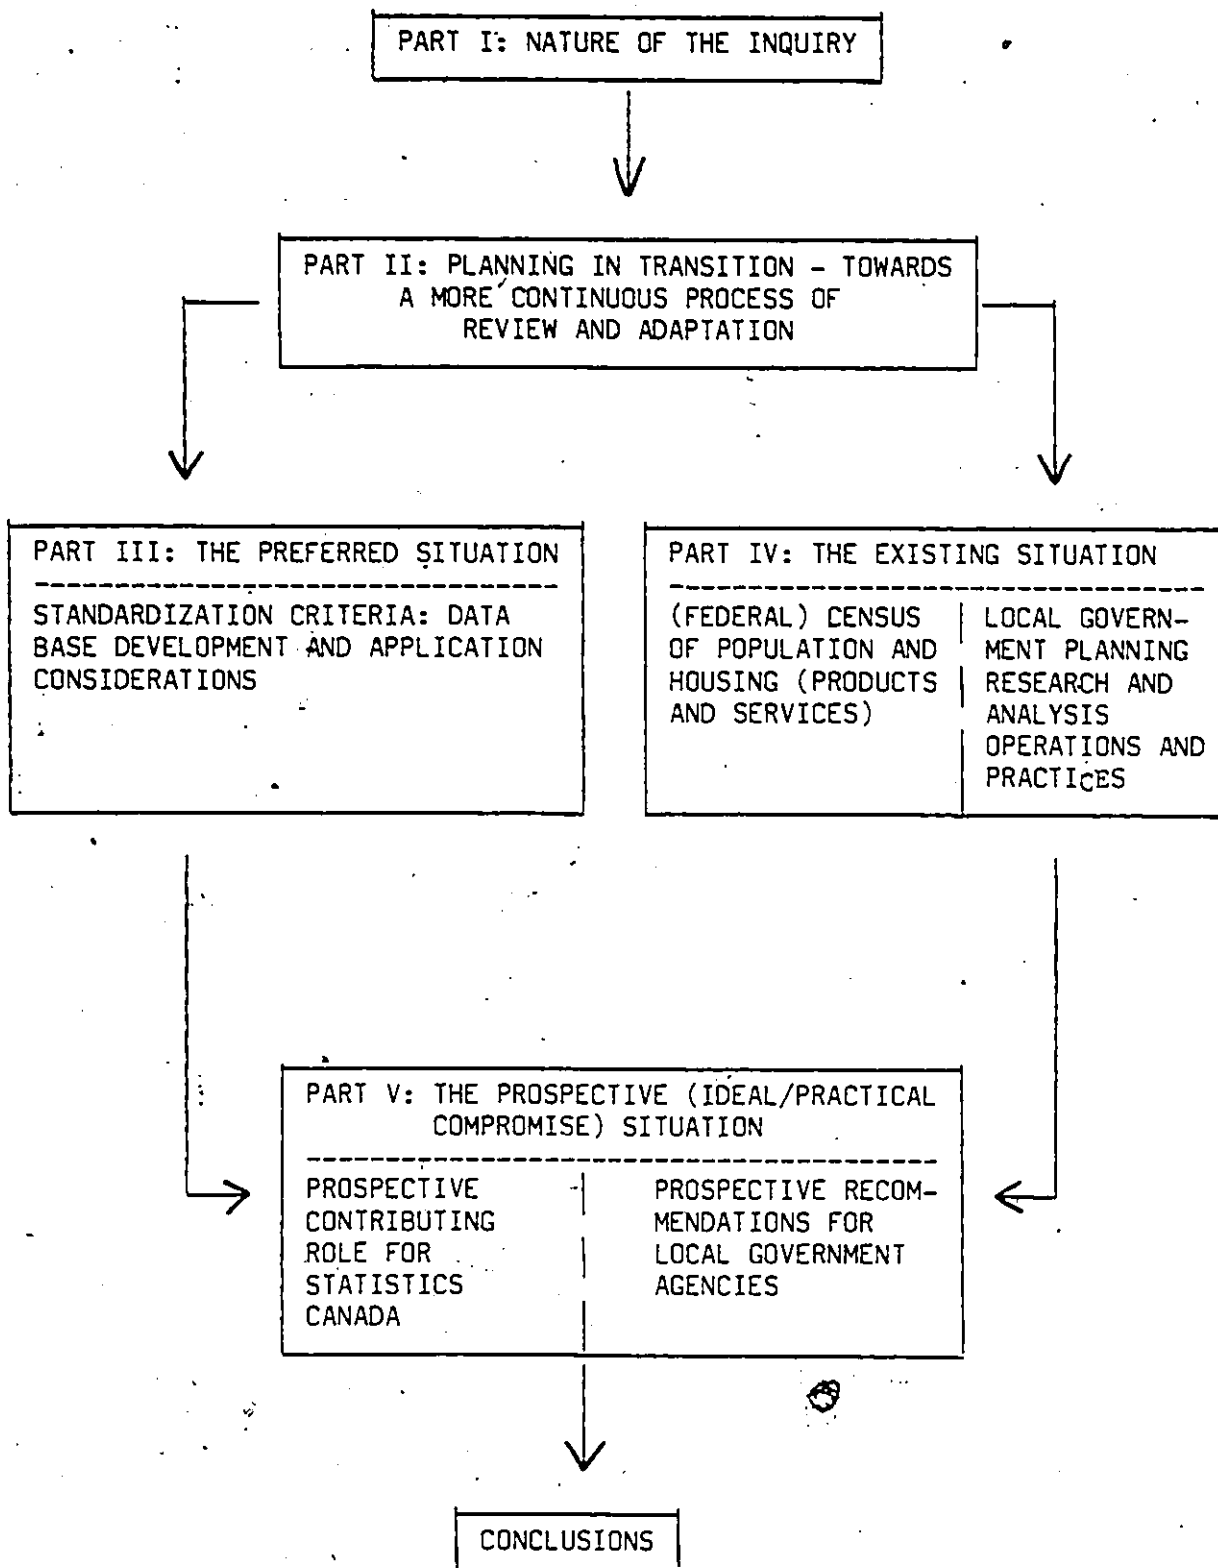 PART I: NATURE OF THE INQUIRY
PART II: PLANNING IN TRANSITION - TOWARDS
A MORE CONTINUOUS PROCESS OF
REVIEW AND ADAPTATION
PART III: THE PREFERRED SITUATION
STANDARDIZATION CRITERIA: DATA
BASE DEVELOPMENT AND APPLICATION
CONSIDERATIONS
PART IV: THE EXISTING SITUATION
(FEDERAL) CENSUS
OF POPULATION AND
HOUSING (PRODUCTS
AND SERVICES)
LOCAL GOVERN-
MENT PLANNING
RESEARCH AND
ANALYSIS
OPERATIONS AND
PRACTICES
PART V: THE PROSPECTIVE (IDEAL/PRACTICAL
COMPROMISE) SITUATION
PROSPECTIVE
CONTRIBUTING
ROLE FOR
STATISTICS
CANADA
PROSPECTIVE RECOM-
MENDATIONS FOR
LOCAL GOVERNMENT
AGENCIES
CONCLUSIONS